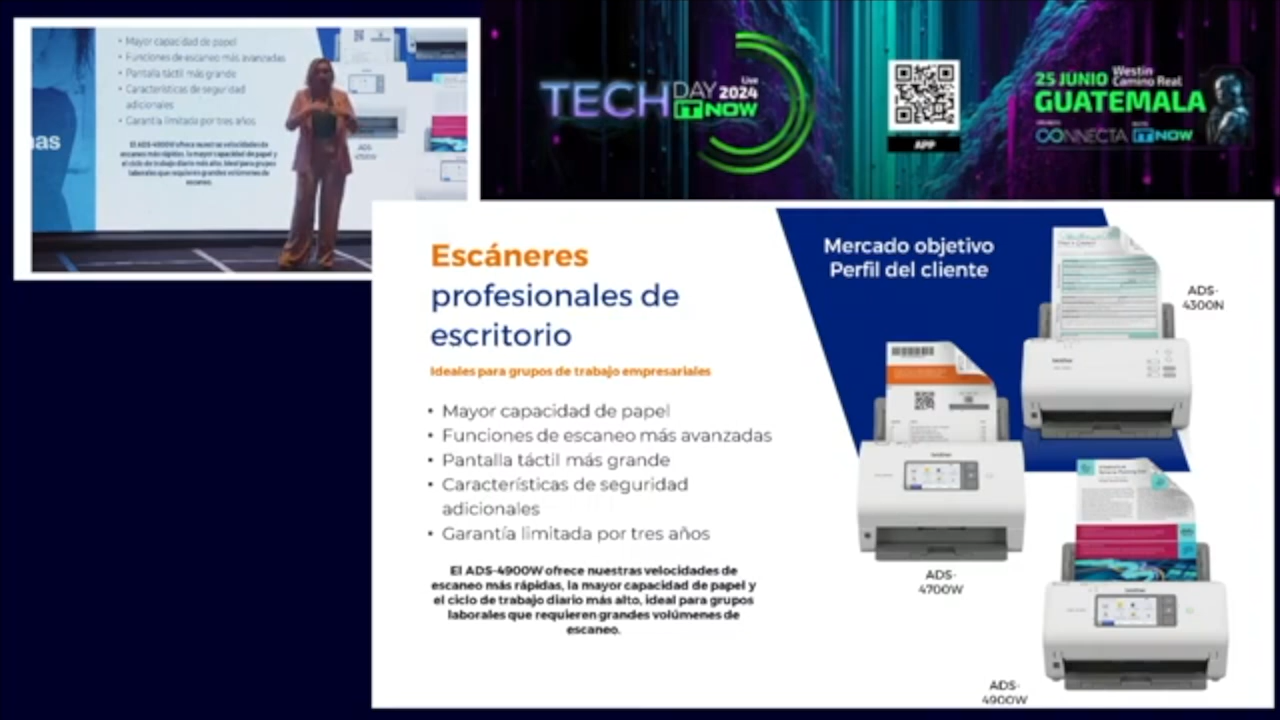 • Mayor capacidad de papel
• Funciones de escaneo más avanzadas
• Pantalla táctil más grande
• Características de seguridad
adicionales
• Garantía limitada por tres años
El ADS-4900W ofrece nuestras velocidades de
escaneo más rápidas, la mayor capacidad de papel y
el ciclo de trabajo diario más alto, ideal para grupos
laborales que requieren grandes volúmenes de
escaneo.
nas
ADS-
4700W
TECH DAY Live
2024
IT NOW
APP
25 JUNIO Westin
Camino Real
GUATEMALA
CONNECTA IT NOW
Escáneres
profesionales de
escritorio
Ideales para grupos de trabajo empresariales
• Mayor capacidad de papel
• Funciones de escaneo más avanzadas
• Pantalla táctil más grande
• Características de seguridad
adicionales
• Garantía limitada por tres años
El ADS-4900W ofrece nuestras velocidades de
escaneo más rápidas, la mayor capacidad de papel y
el ciclo de trabajo diario más alto, ideal para grupos
laborales que requieren grandes volúmenes de
escaneo.
Mercado objetivo
Perfil del cliente
ADS-
4300N
brother
ADS-
4700W
brother
ADS-
4900W
brother